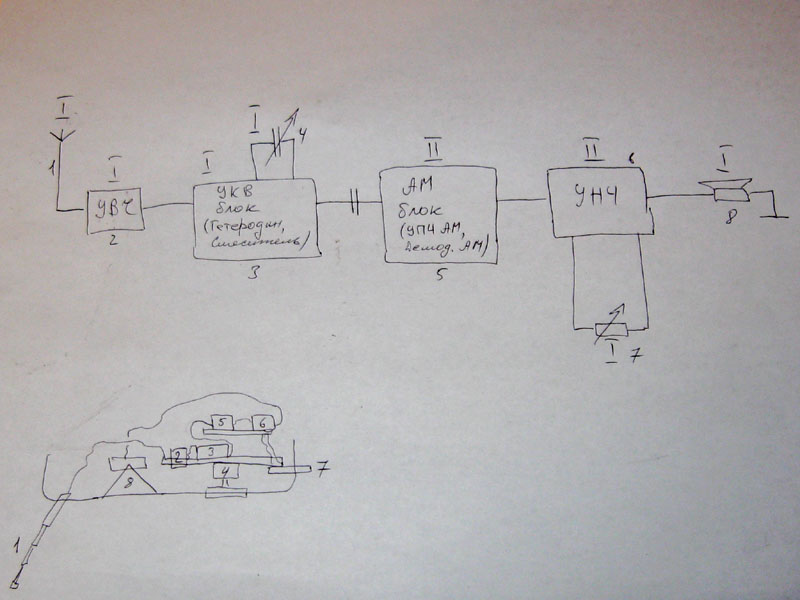 I
1
I
УВЧ
2
I
УКВ
блок
(Гетеродин,
Смеситель)
3
I
4
II
АМ
блок
(УПЧ АМ,
Демод. АМ)
5
II
6
УНЧ
I
8
I
7
5
6
2
3
4
8
7
1